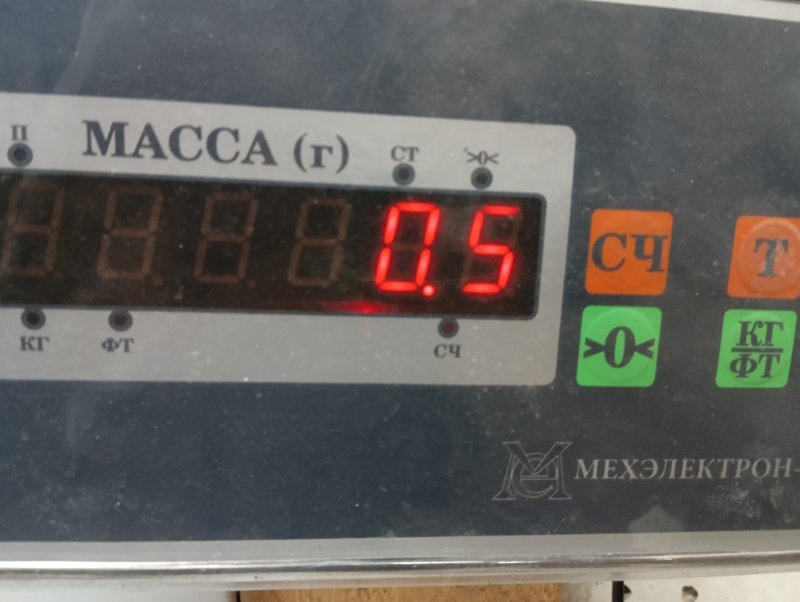 П
МАССА (г)
СТ
>0<
0.5
КГ
ФТ
СЧ
СЧ
Т
>0<
КГ
ФТ
МЕХЭЛЕКТРОН-